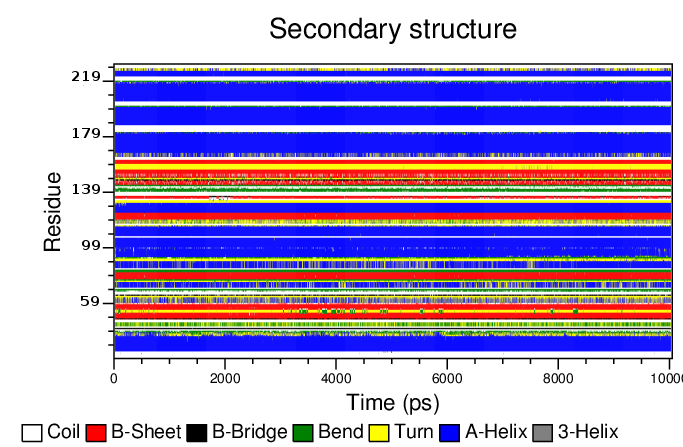 Secondary structure
Residue
219
179
139
99
59
0 2000 4000 6000 8000 1000
Time (ps)
Coil B-Sheet B-Bridge Bend Turn A-Helix 3-Helix